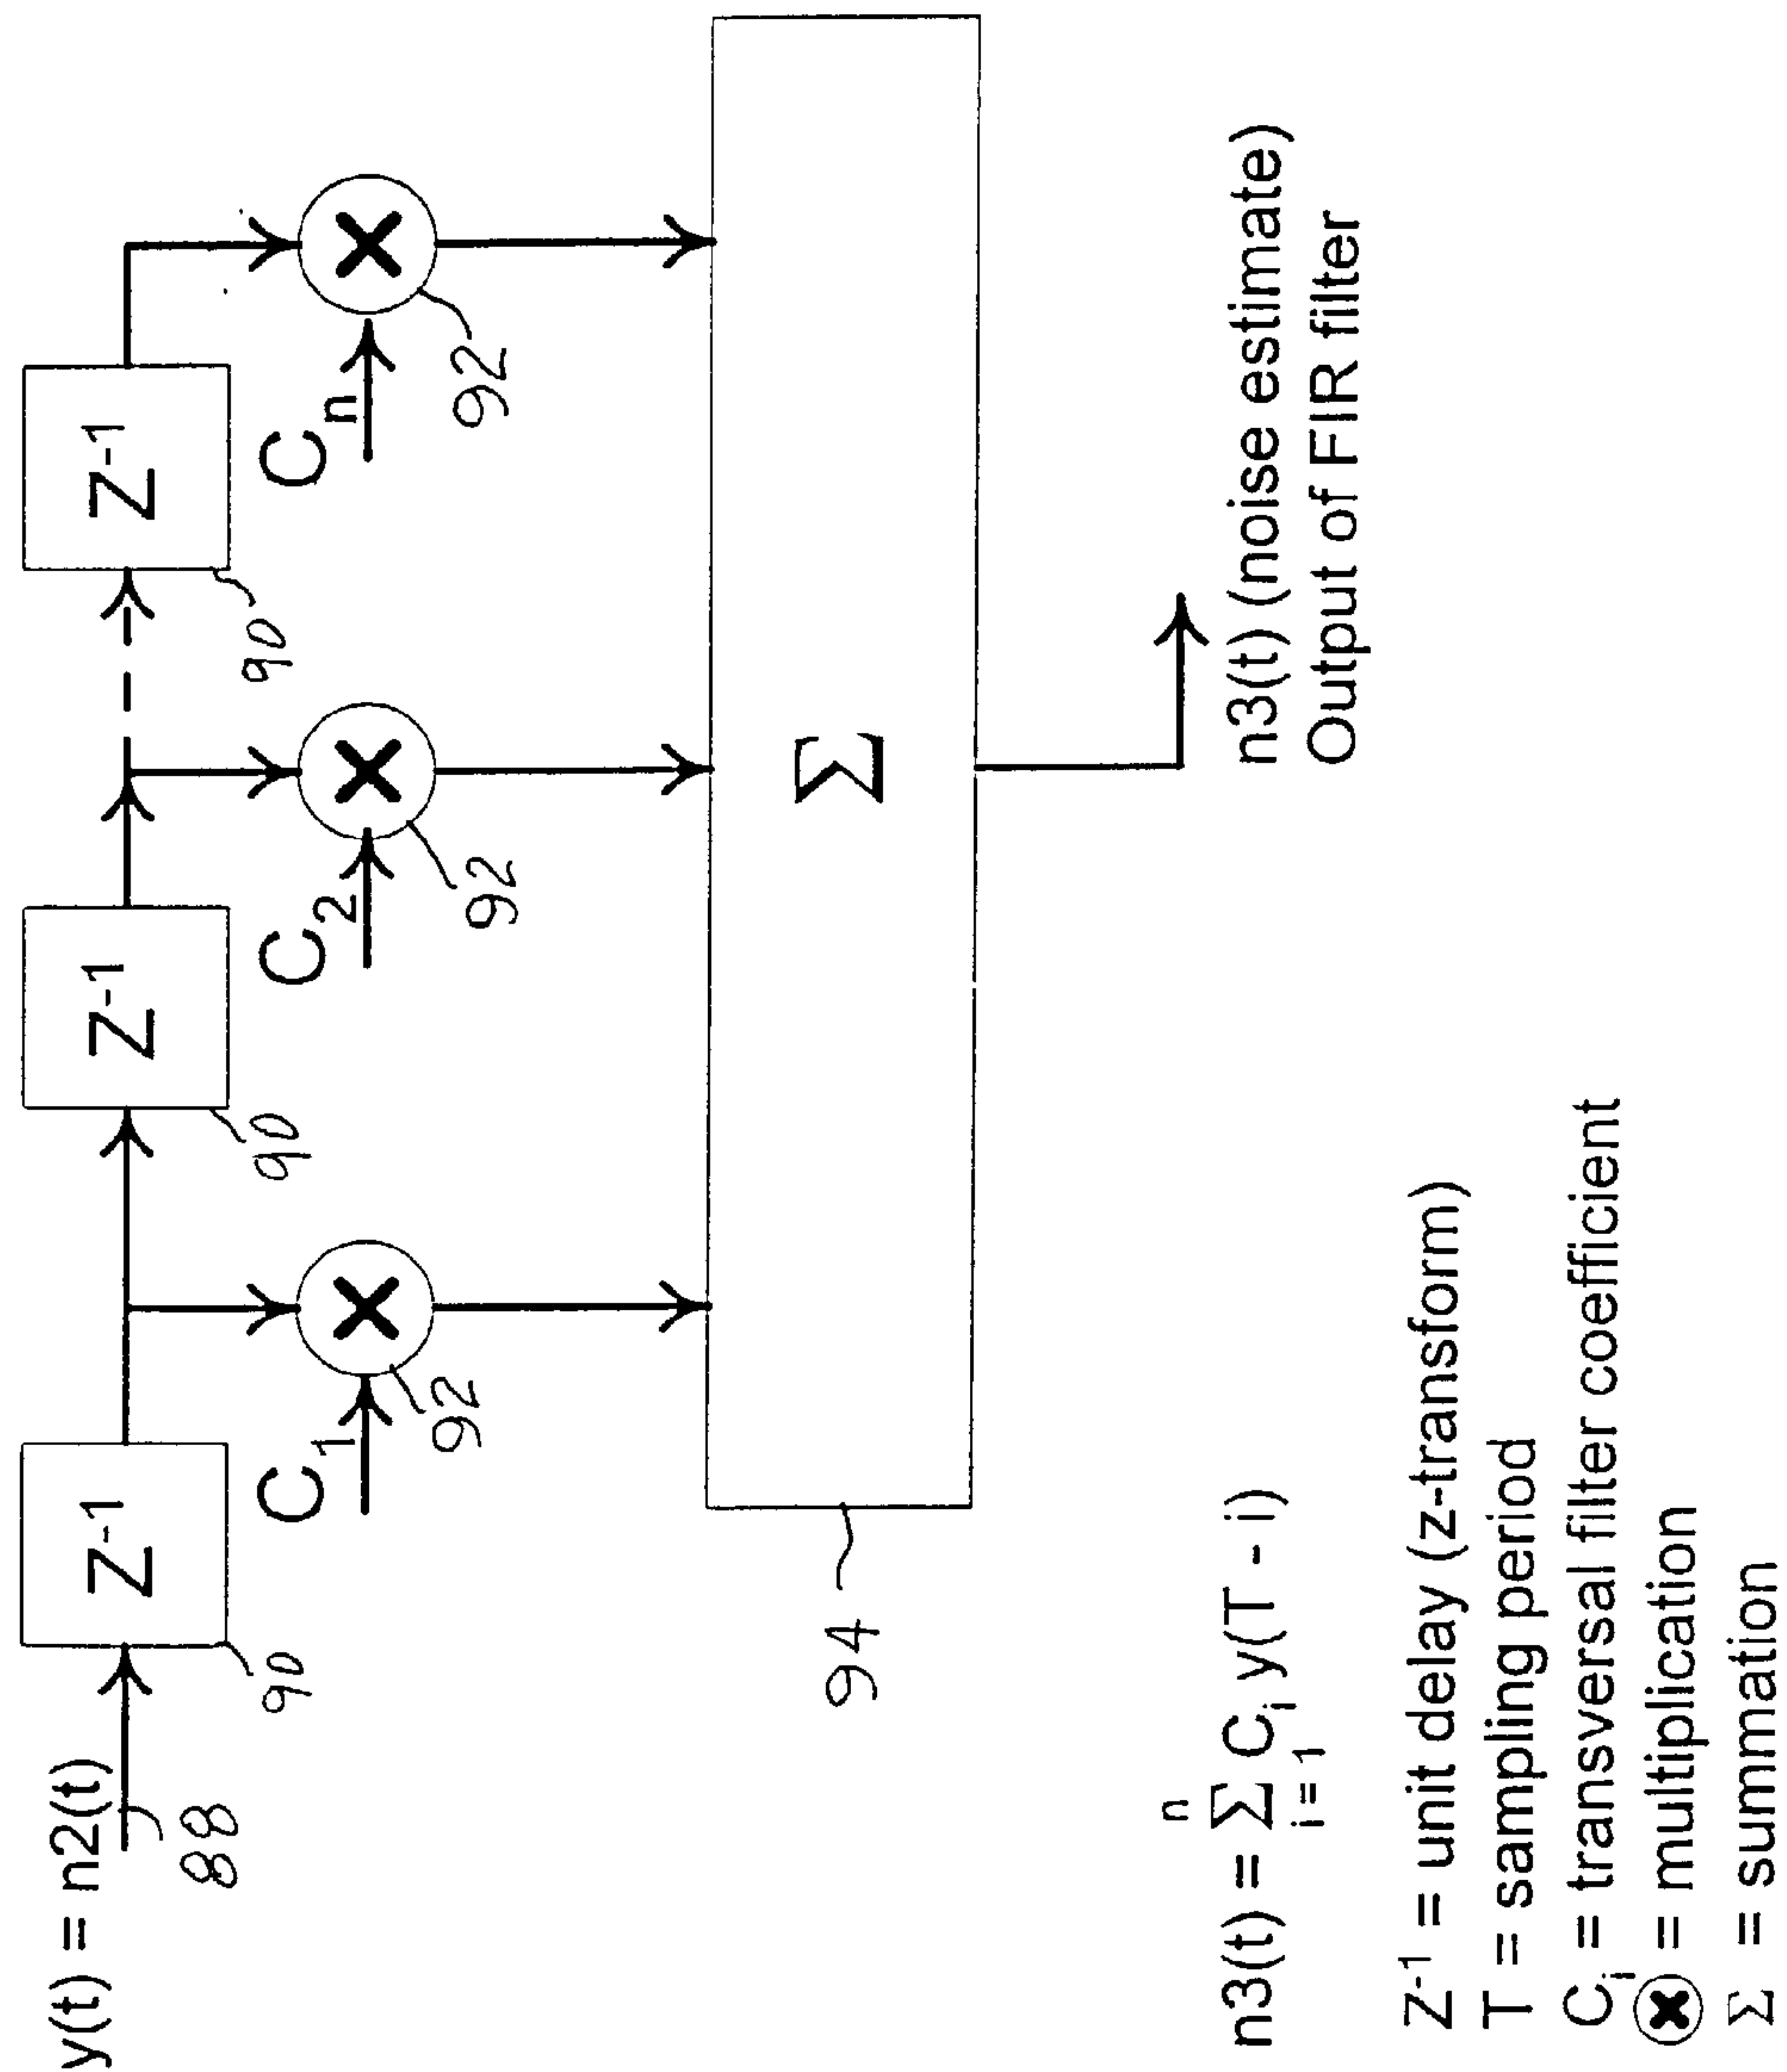 y(t) = n2(t)
88
Z-1
90
Z-1
90
Z-1
90
C1
92
C2
92
Cn
92
Σ
94
n3(t) (noise estimate)
Output of FIR filter
n3(t) = n Σ i = 1 Ci y(T - i)
Z-1 = unit delay (z-transform)
T = sampling period
Ci = transversal filter coefficient
⊗ = multiplication
Σ = summation